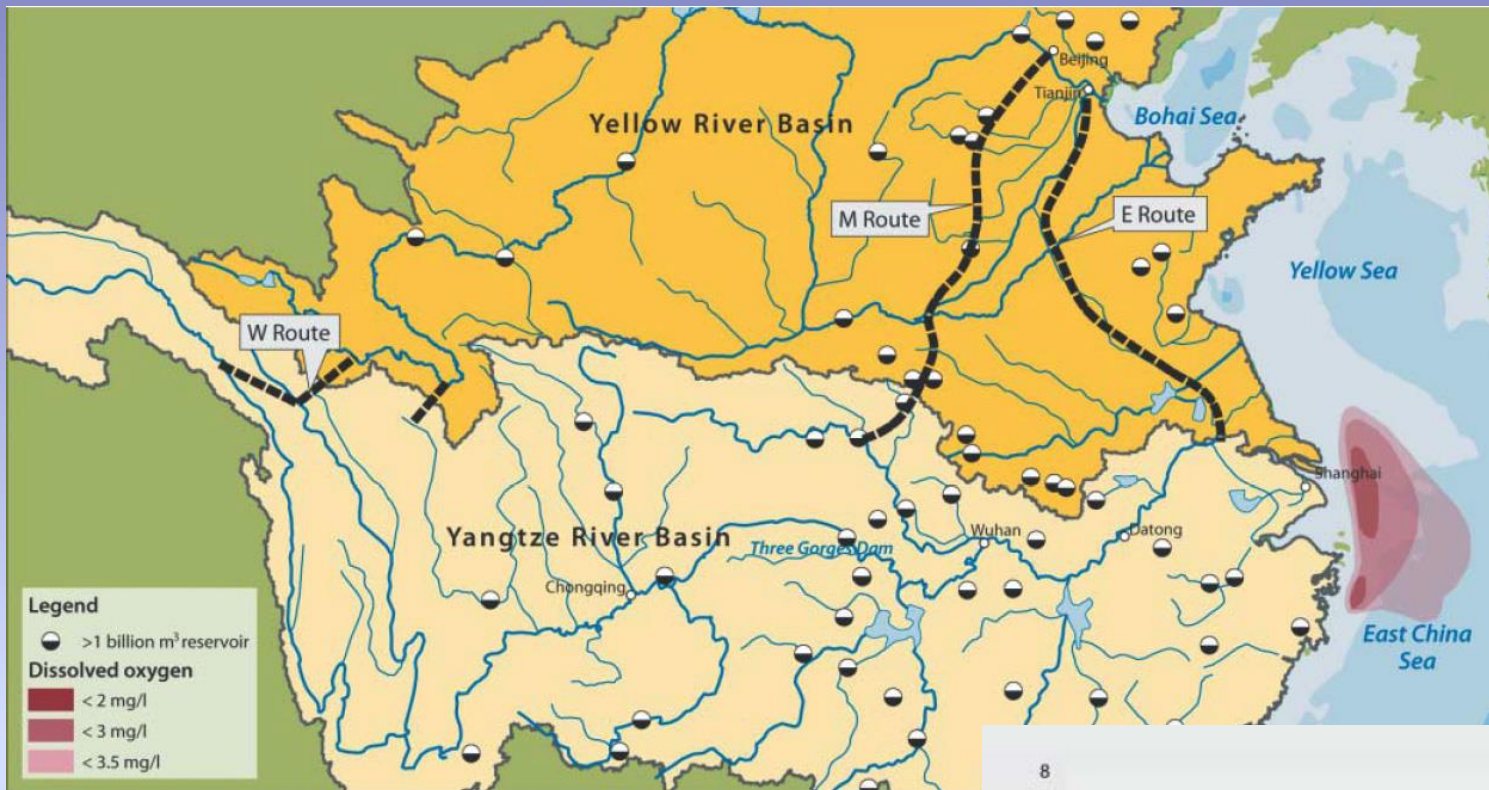 Beijing
Tianjin
Bohai Sea
Yellow River Basin
M Route
E Route
Yellow Sea
W Route
Shanghai
Yangtze River Basin
Three Gorges Dam
Wuhan
Datong
Chongqing
East China
Sea
Legend
>1 billion m³ reservoir
Dissolved oxygen
< 2 mg/l
< 3 mg/l
< 3.5 mg/l
8